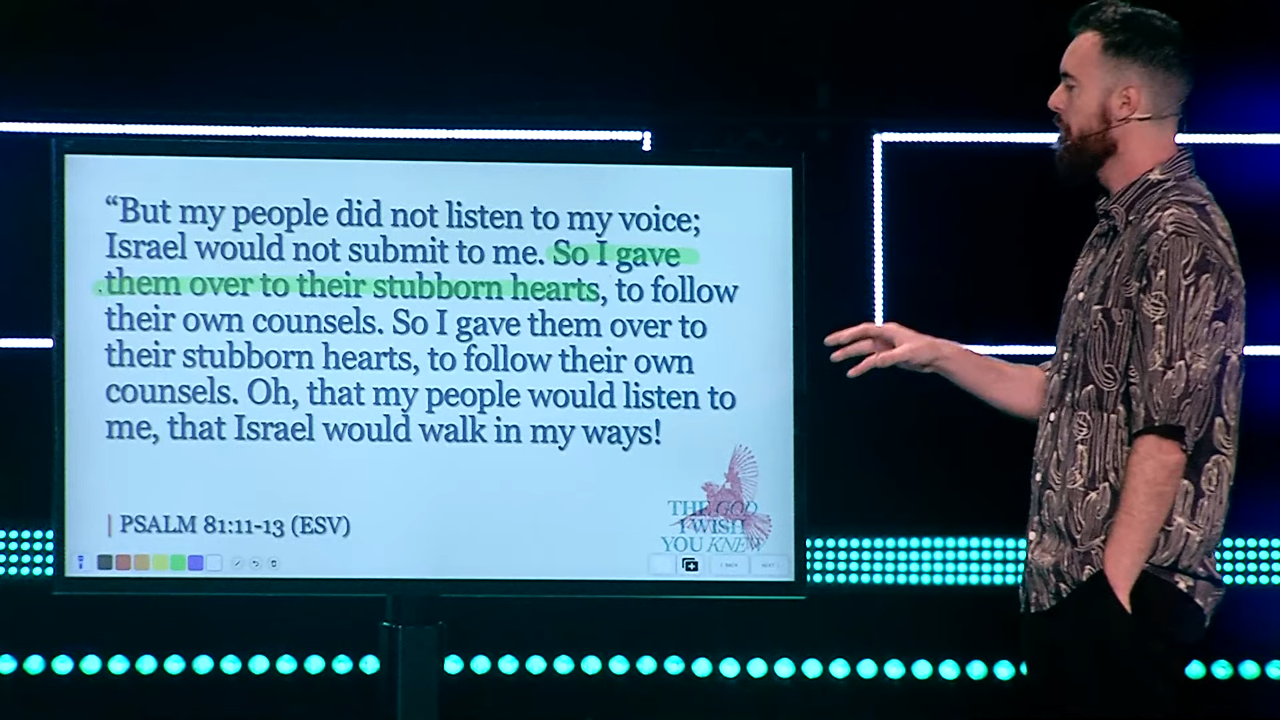 “But my people did not listen to my voice;
Israel would not submit to me. So I gave
them over to their stubborn hearts, to follow
their own counsels. So I gave them over to
their stubborn hearts, to follow their own
counsels. Oh, that my people would listen to
me, that Israel would walk in my ways!
THE GOD
I WISH
YOU KNEW
| PSALM 81:11-13 (ESV)
BACK
NEXT